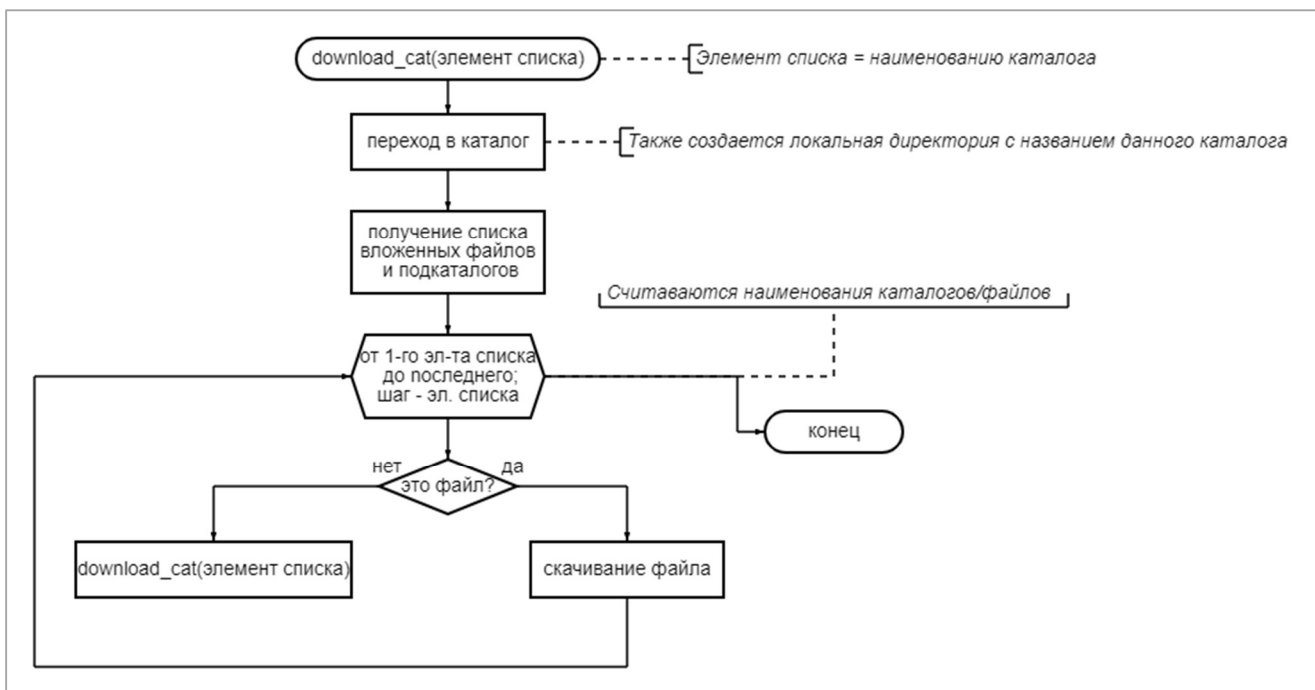 download_cat(элемент списка)
Элемент списка = наименованию каталога
переход в каталог
Также создается локальная директория с названием данного каталога
получение списка
вложенных файлов
и подкаталогов
Считаваются наименования каталогов/файлов
от 1-го эл-та списка
до последнего;
шаг - эл. списка
конец
нет
да
это файл?
download_cat(элемент списка)
скачивание файла